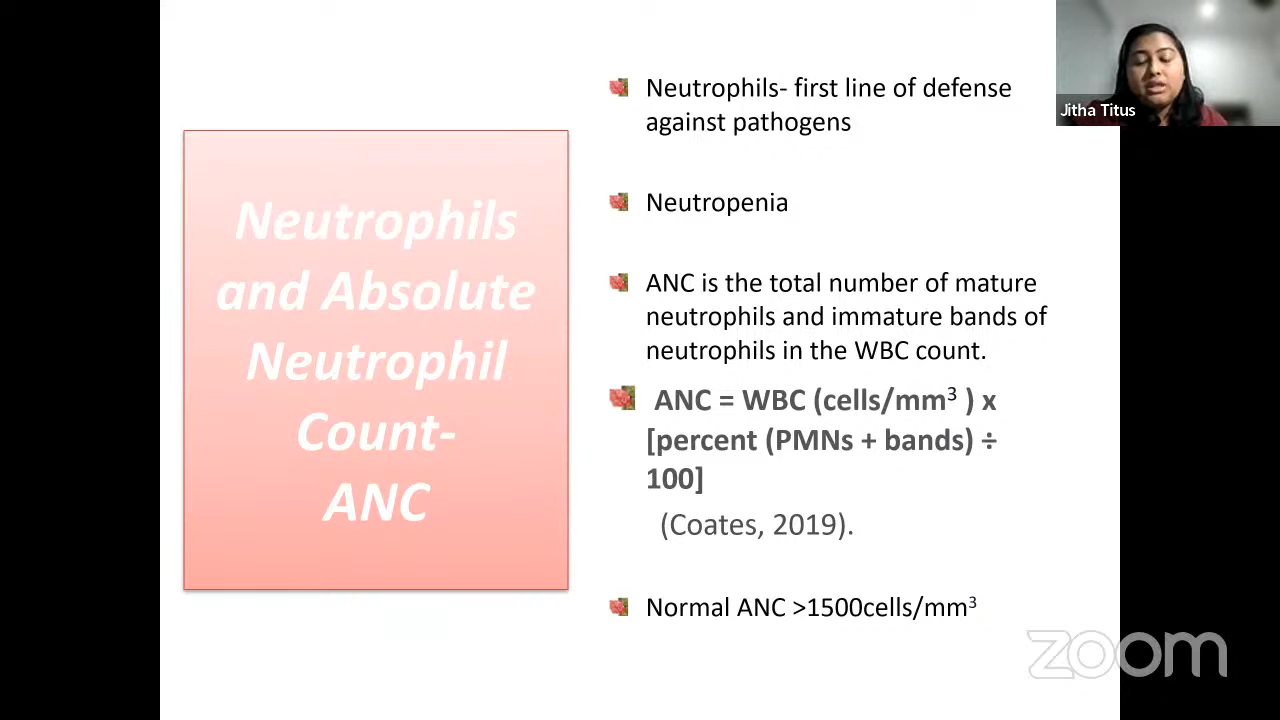 Neutrophils
and Absolute
Neutrophil
Count-
ANC
Neutrophils- first line of defense
against pathogens
Neutropenia
ANC is the total number of mature
neutrophils and immature bands of
neutrophils in the WBC count.
ANC = WBC (cells/mm³ ) x
[percent (PMNs + bands) ÷
100]
(Coates, 2019).
Normal ANC >1500cells/mm³
Jitha Titus
zoom